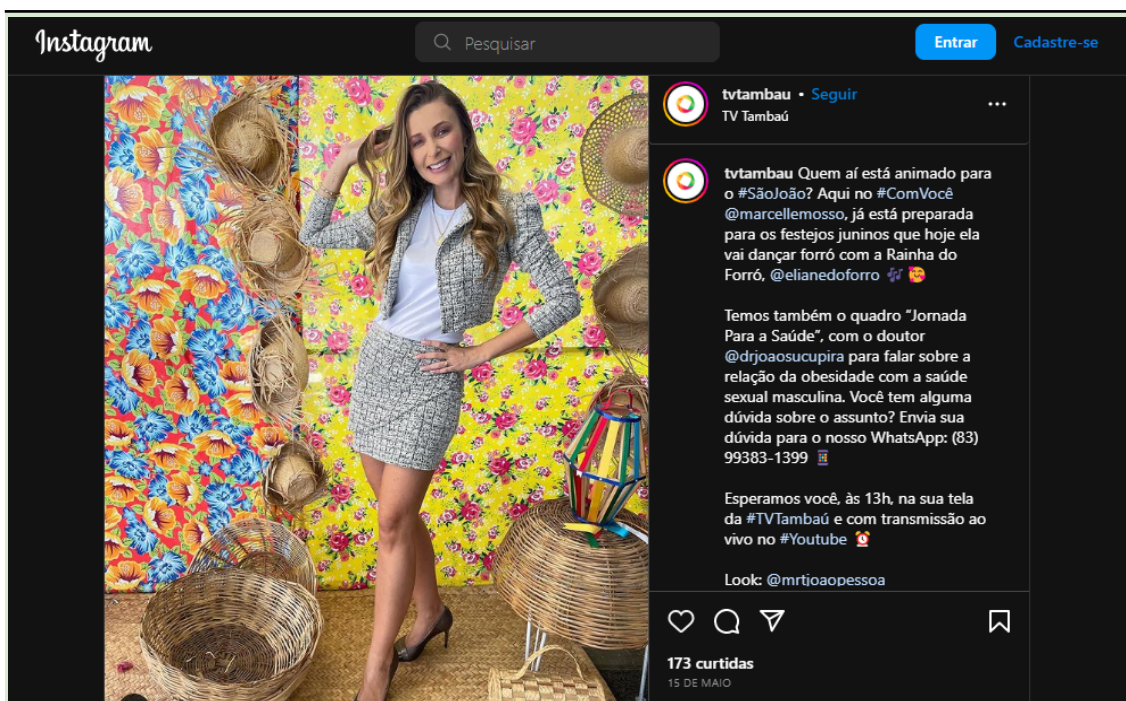 Instagram
Pesquisar
Entrar
Cadastre-se
tvtambau • Seguir
TV Tambaú
tvtambau Quem aí está animado para
o #SãoJoão? Aqui no #ComVocê
@marcellemosso, já está preparada
para os festejos juninos que hoje ela
vai dançar forró com a Rainha do
Forró, @elianedoforro 🎶 🥰
Temos também o quadro "Jornada
Para a Saúde", com o doutor
@drjoaosucupira para falar sobre a
relação da obesidade com a saúde
sexual masculina. Você tem alguma
dúvida sobre o assunto? Envia sua
dúvida para o nosso WhatsApp: (83)
99383-1399 📱
Esperamos você, às 13h, na sua tela
da #TVTambaú e com transmissão ao
vivo no #Youtube ⏰
Look: @mrtjoaopessoa
173 curtidas
15 DE MAIO